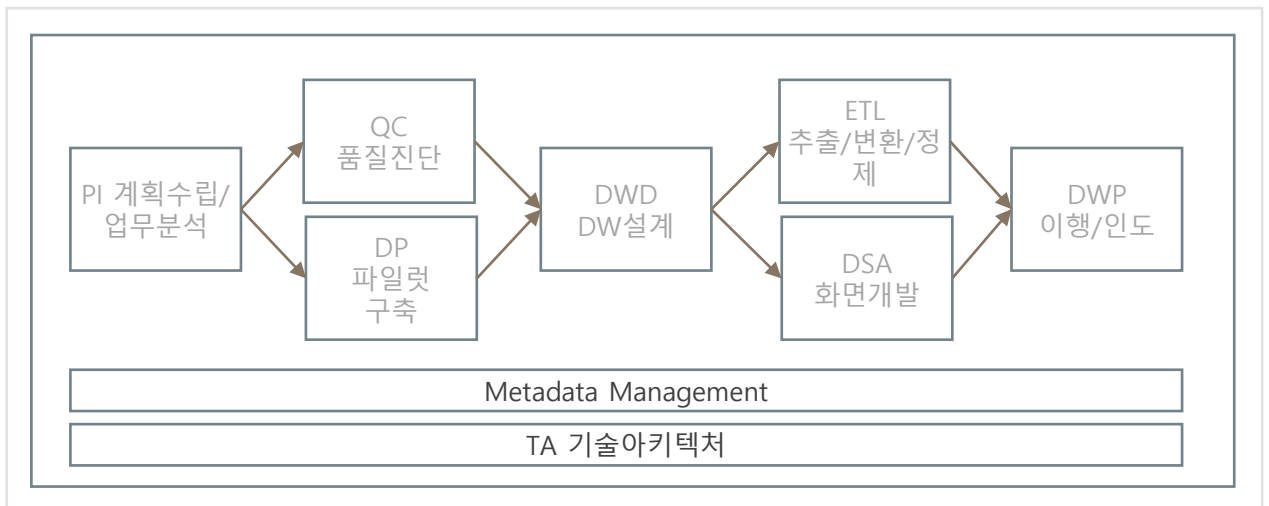 PI 계획수립/
업무분석
QC
품질진단
DP
파일럿
구축
DWD
DW설계
ETL
추출/변환/정
제
DSA
화면개발
DWP
이행/인도
Metadata Management
TA 기술아키텍처